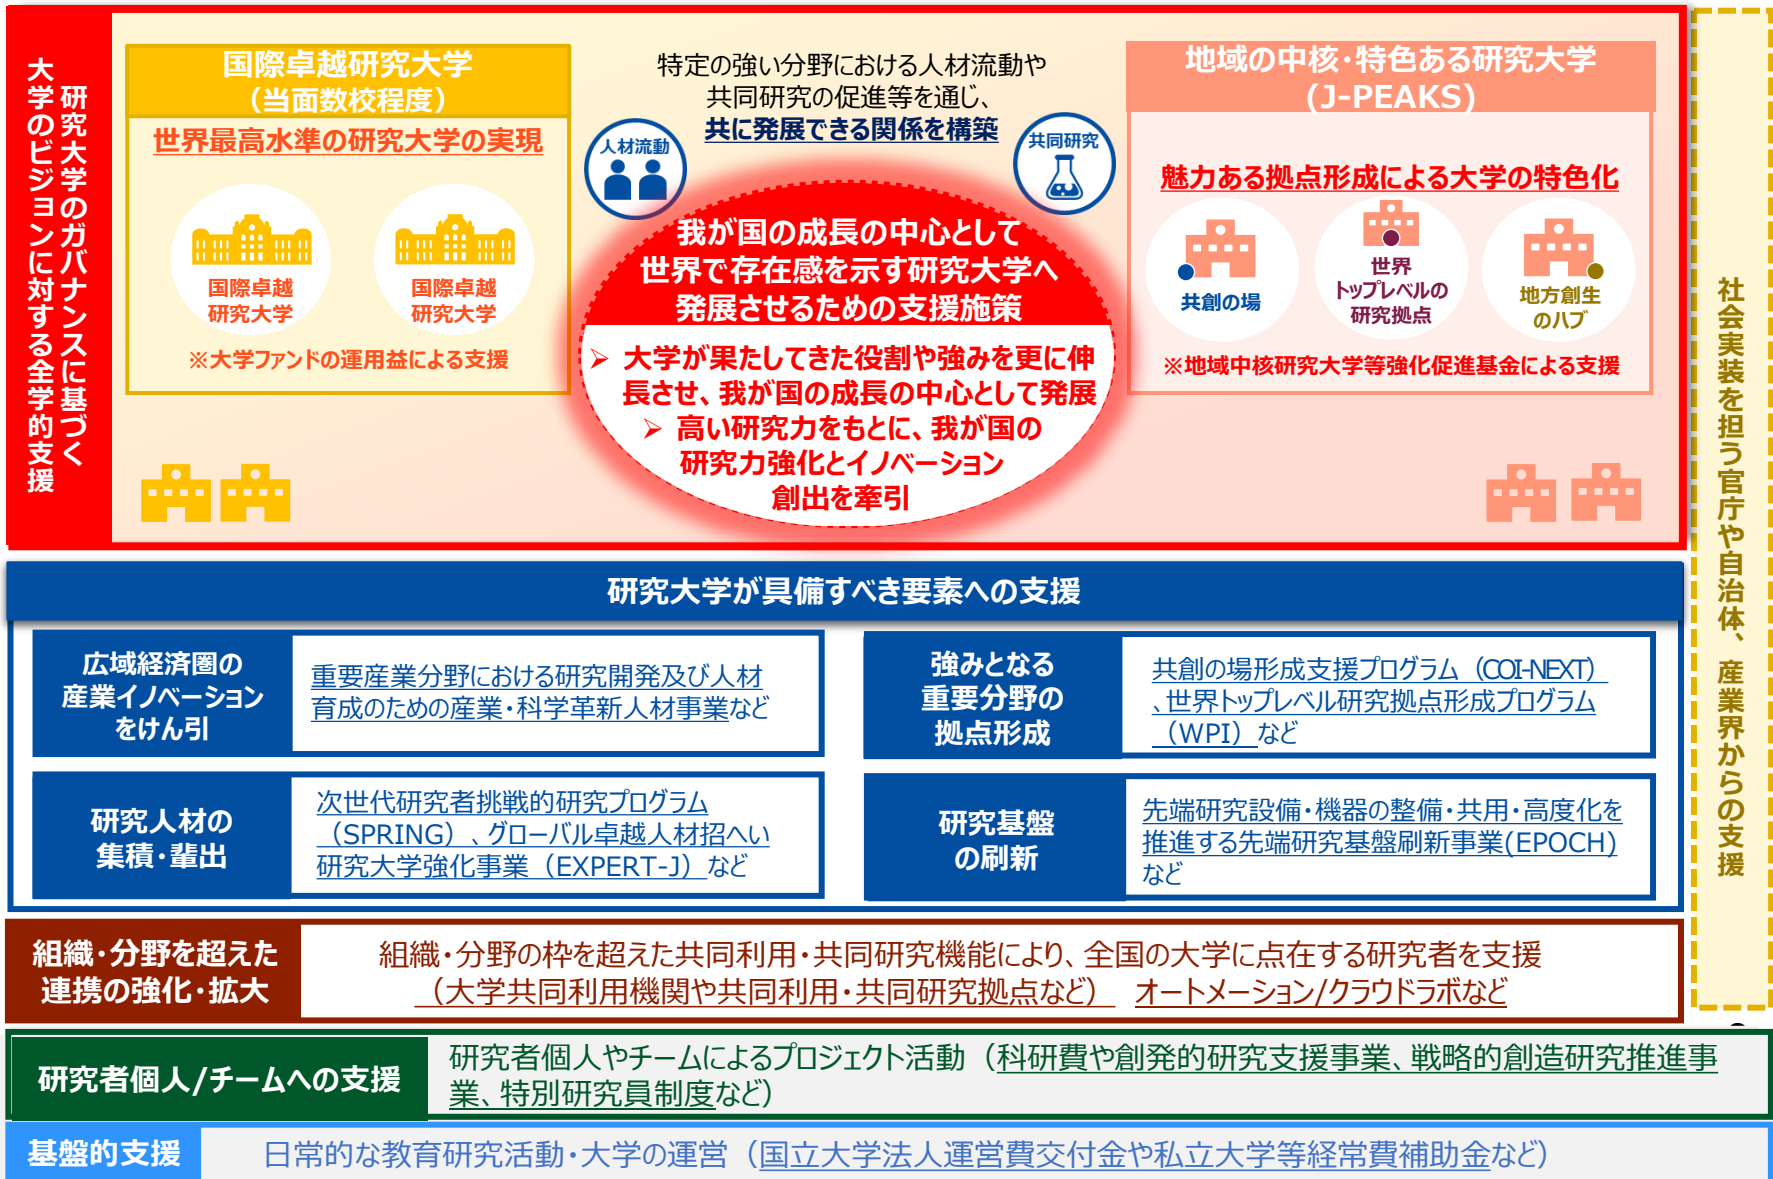 研究大学のガバナンスに基づく
大学のビジョンに対する全学的支援
国際卓越研究大学
（当面数校程度）
世界最高水準の研究大学の実現
国際卓越
研究大学
国際卓越
研究大学
※大学ファンドの運用益による支援
特定の強い分野における人材流動や
共同研究の促進等を通じ、
共に発展できる関係を構築
人材流動
共同研究
我が国の成長の中心として
世界で存在感を示す研究大学へ
発展させるための支援施策
➢ 大学が果たしてきた役割や強みを更に伸
長させ、我が国の成長の中心として発展
➢ 高い研究力をもとに、我が国の
研究力強化とイノベーション
創出を牽引
地域の中核・特色ある研究大学
(J-PEAKS)
魅力ある拠点形成による大学の特色化
共創の場
世界
トップレベルの
研究拠点
地方創生
のハブ
※地域中核研究大学等強化促進基金による支援
社会実装を担う官庁や自治体、産業界からの支援
研究大学が具備すべき要素への支援
広域経済圏の
産業イノベーション
をけん引
重要産業分野における研究開発及び人材
育成のための産業・科学革新人材事業など
強みとなる
重要分野の
拠点形成
共創の場形成支援プログラム（COI-NEXT）
、世界トップレベル研究拠点形成プログラム
（WPI）など
研究人材の
集積・輩出
次世代研究者挑戦的研究プログラム
（SPRING）、グローバル卓越人材招へい
研究大学強化事業（EXPERT-J）など
研究基盤
の刷新
先端研究設備・機器の整備・共用・高度化を
推進する先端研究基盤刷新事業(EPOCH)
など
組織・分野を超えた
連携の強化・拡大
組織・分野の枠を超えた共同利用・共同研究機能により、全国の大学に点在する研究者を支援
（大学共同利用機関や共同利用・共同研究拠点など） オートメーション/クラウドラボなど
研究者個人/チームへの支援
研究者個人やチームによるプロジェクト活動（科研費や創発的研究支援事業、戦略的創造研究推進事
業、特別研究員制度など）
基盤的支援
日常的な教育研究活動・大学の運営（国立大学法人運営費交付金や私立大学等経常費補助金など）